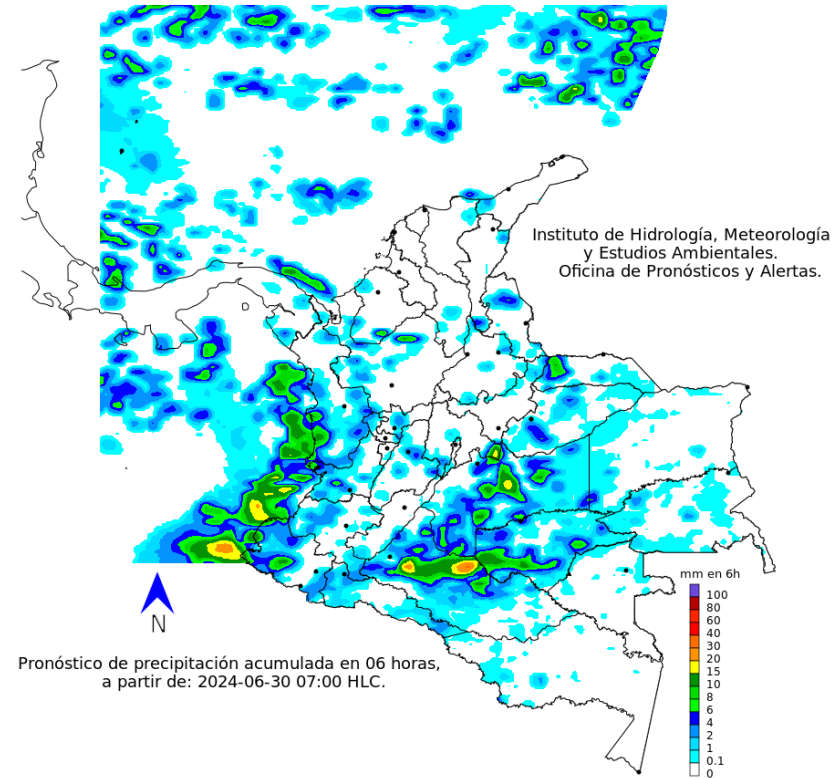 Instituto de Hidrología, Meteorología
y Estudios Ambientales.
Oficina de Pronósticos y Alertas.
N
Pronóstico de precipitación acumulada en 06 horas,
a partir de: 2024-06-30 07:00 HLC.
mm en 6h
100
80
60
40
30
20
15
10
8
6
4
2
1
0.1
0